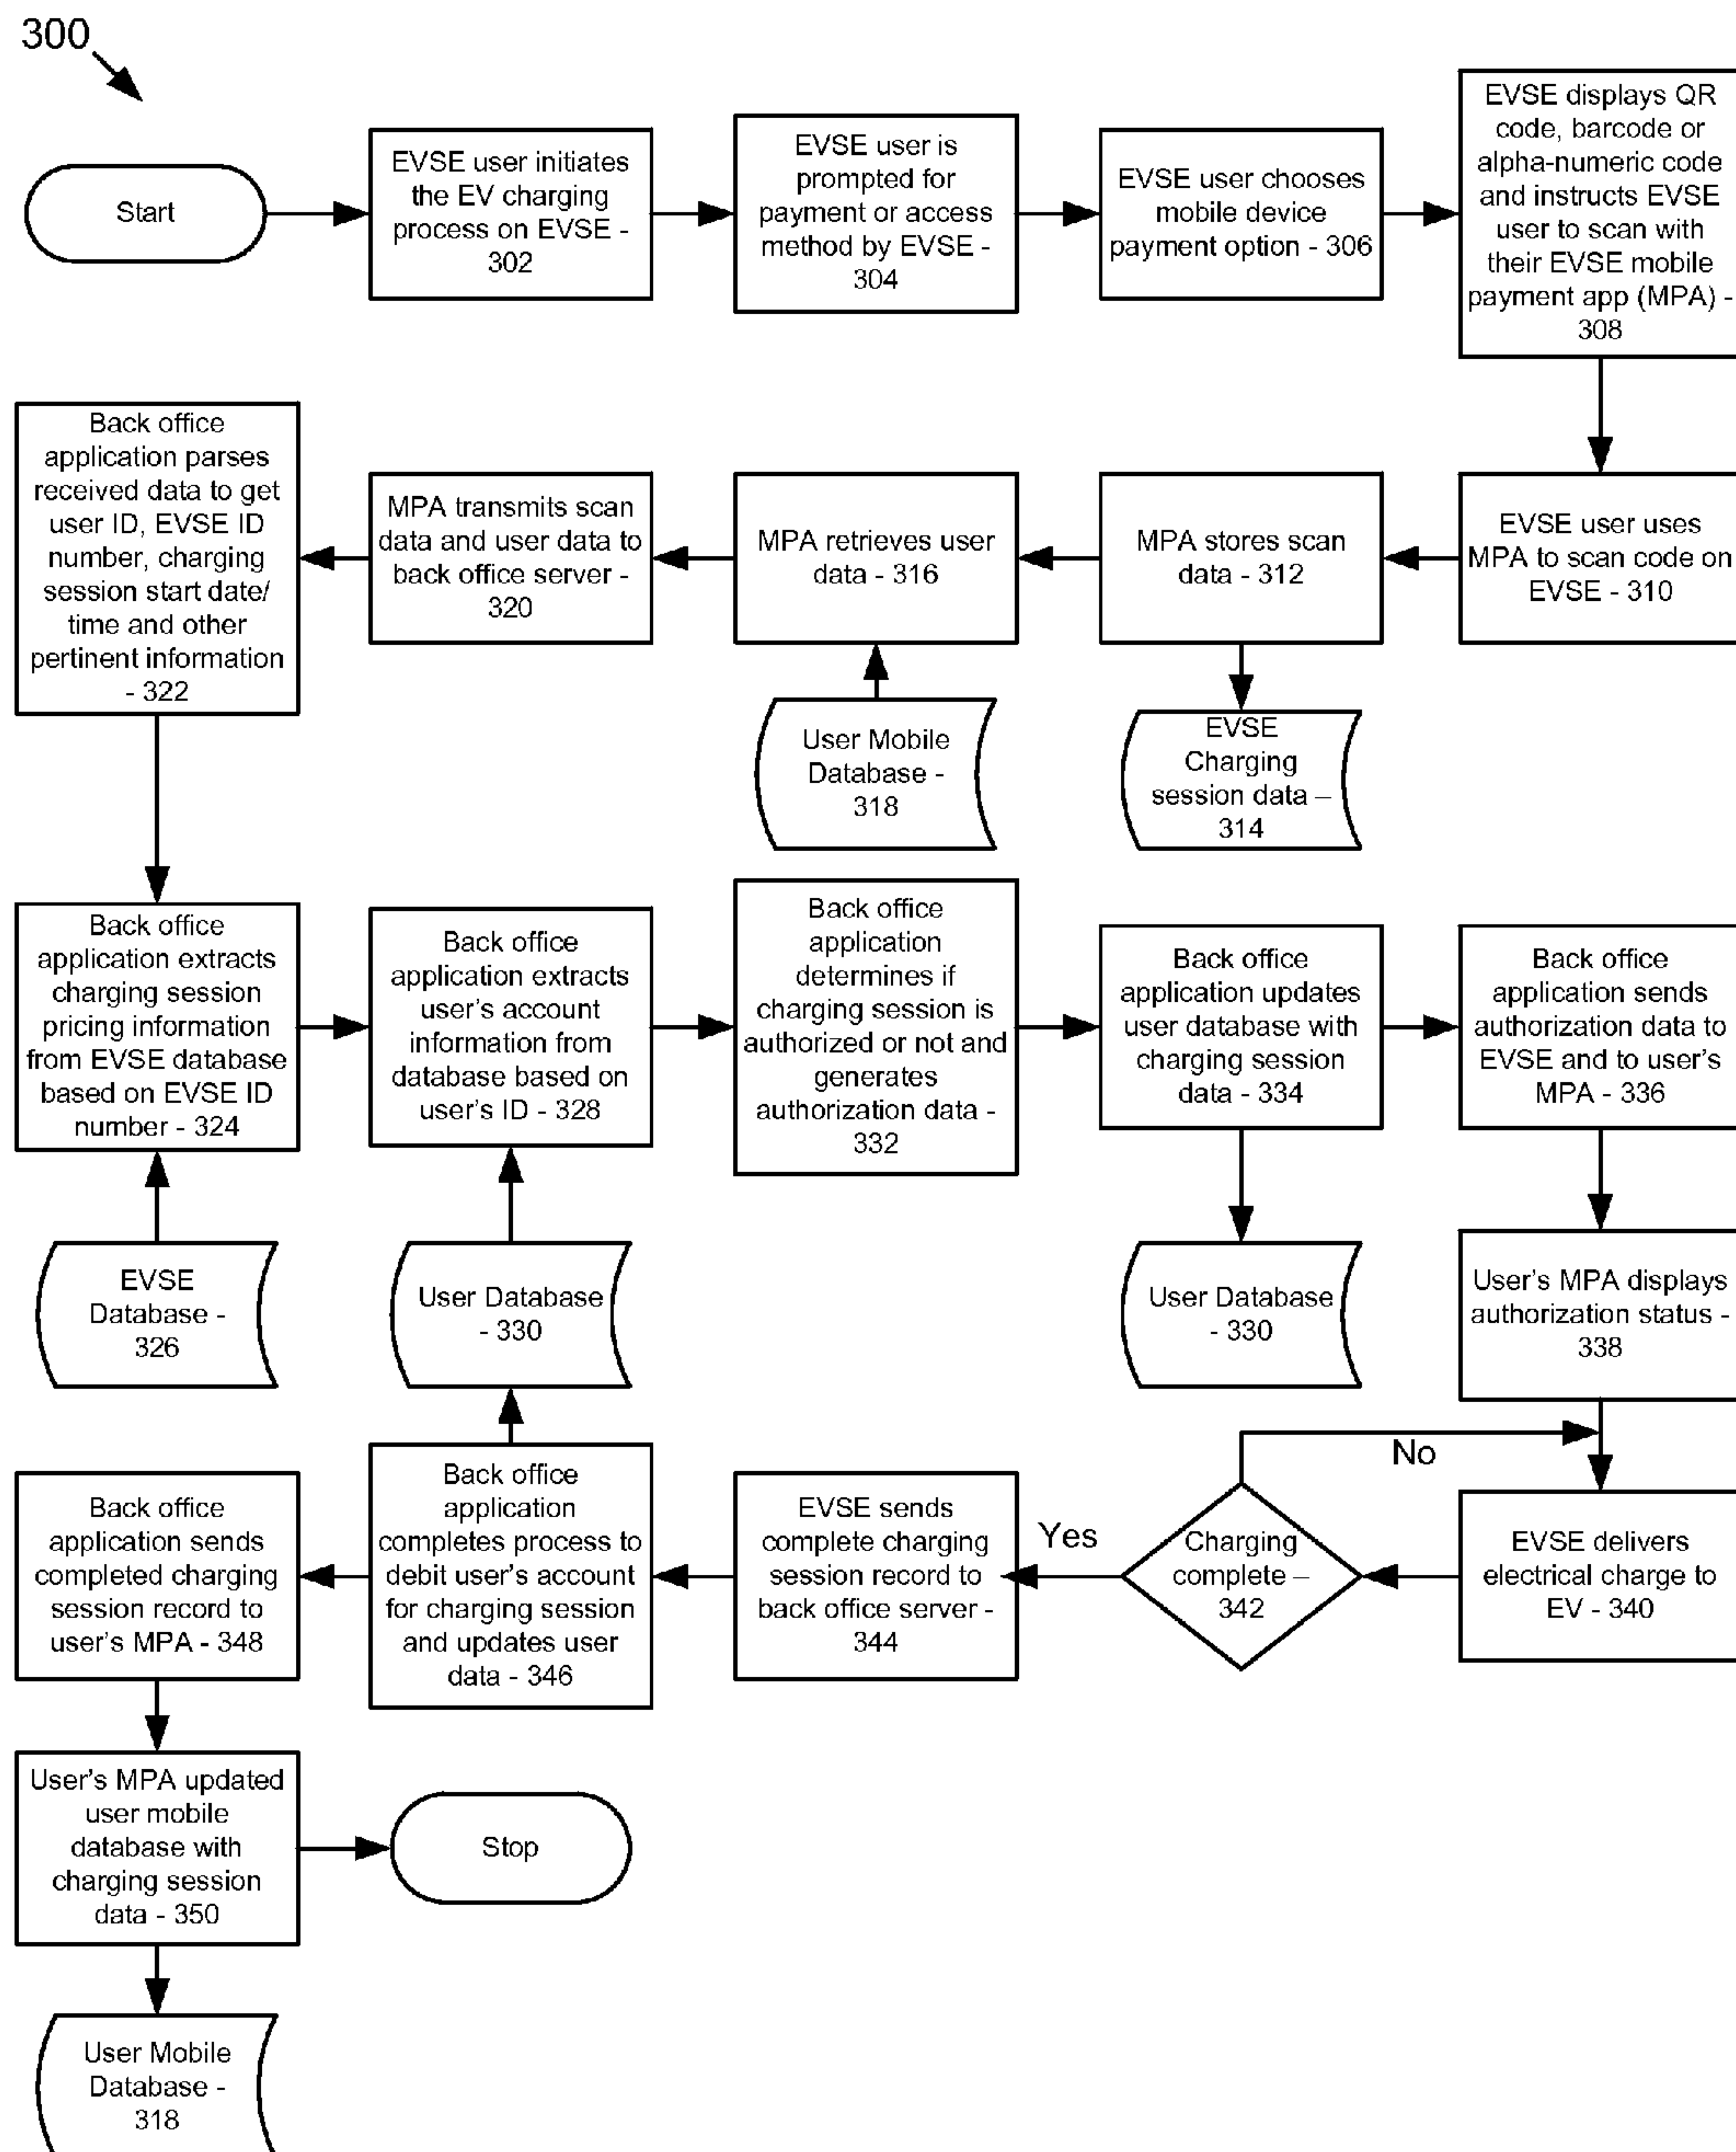 300
Start
EVSE user initiates
the EV charging
process on EVSE -
302
EVSE user is
prompted for
payment or access
method by EVSE -
304
EVSE user chooses
mobile device
payment option - 306
EVSE displays QR
code, barcode or
alpha-numeric code
and instructs EVSE
user to scan with
their EVSE mobile
payment app (MPA) -
308
EVSE user uses
MPA to scan code on
EVSE - 310
MPA stores scan
data - 312
EVSE
Charging
session data –
314
MPA retrieves user
data - 316
User Mobile
Database -
318
MPA transmits scan
data and user data to
back office server -
320
Back office
application parses
received data to get
user ID, EVSE ID
number, charging
session start date/
time and other
pertinent information
- 322
Back office
application extracts
charging session
pricing information
from EVSE database
based on EVSE ID
number - 324
EVSE
Database -
326
Back office
application extracts
user's account
information from
database based on
user's ID - 328
User Database
- 330
Back office
application
determines if
charging session is
authorized or not and
generates
authorization data -
332
Back office
application updates
user database with
charging session
data - 334
User Database
- 330
Back office
application sends
authorization data to
EVSE and to user's
MPA - 336
User's MPA displays
authorization status -
338
EVSE delivers
electrical charge to
EV - 340
Charging
complete –
342
No
Yes
EVSE sends
complete charging
session record to
back office server -
344
Back office
application
completes process to
debit user's account
for charging session
and updates user
data - 346
Back office
application sends
completed charging
session record to
user's MPA - 348
User's MPA updated
user mobile
database with
charging session
data - 350
Stop
User Mobile
Database -
318